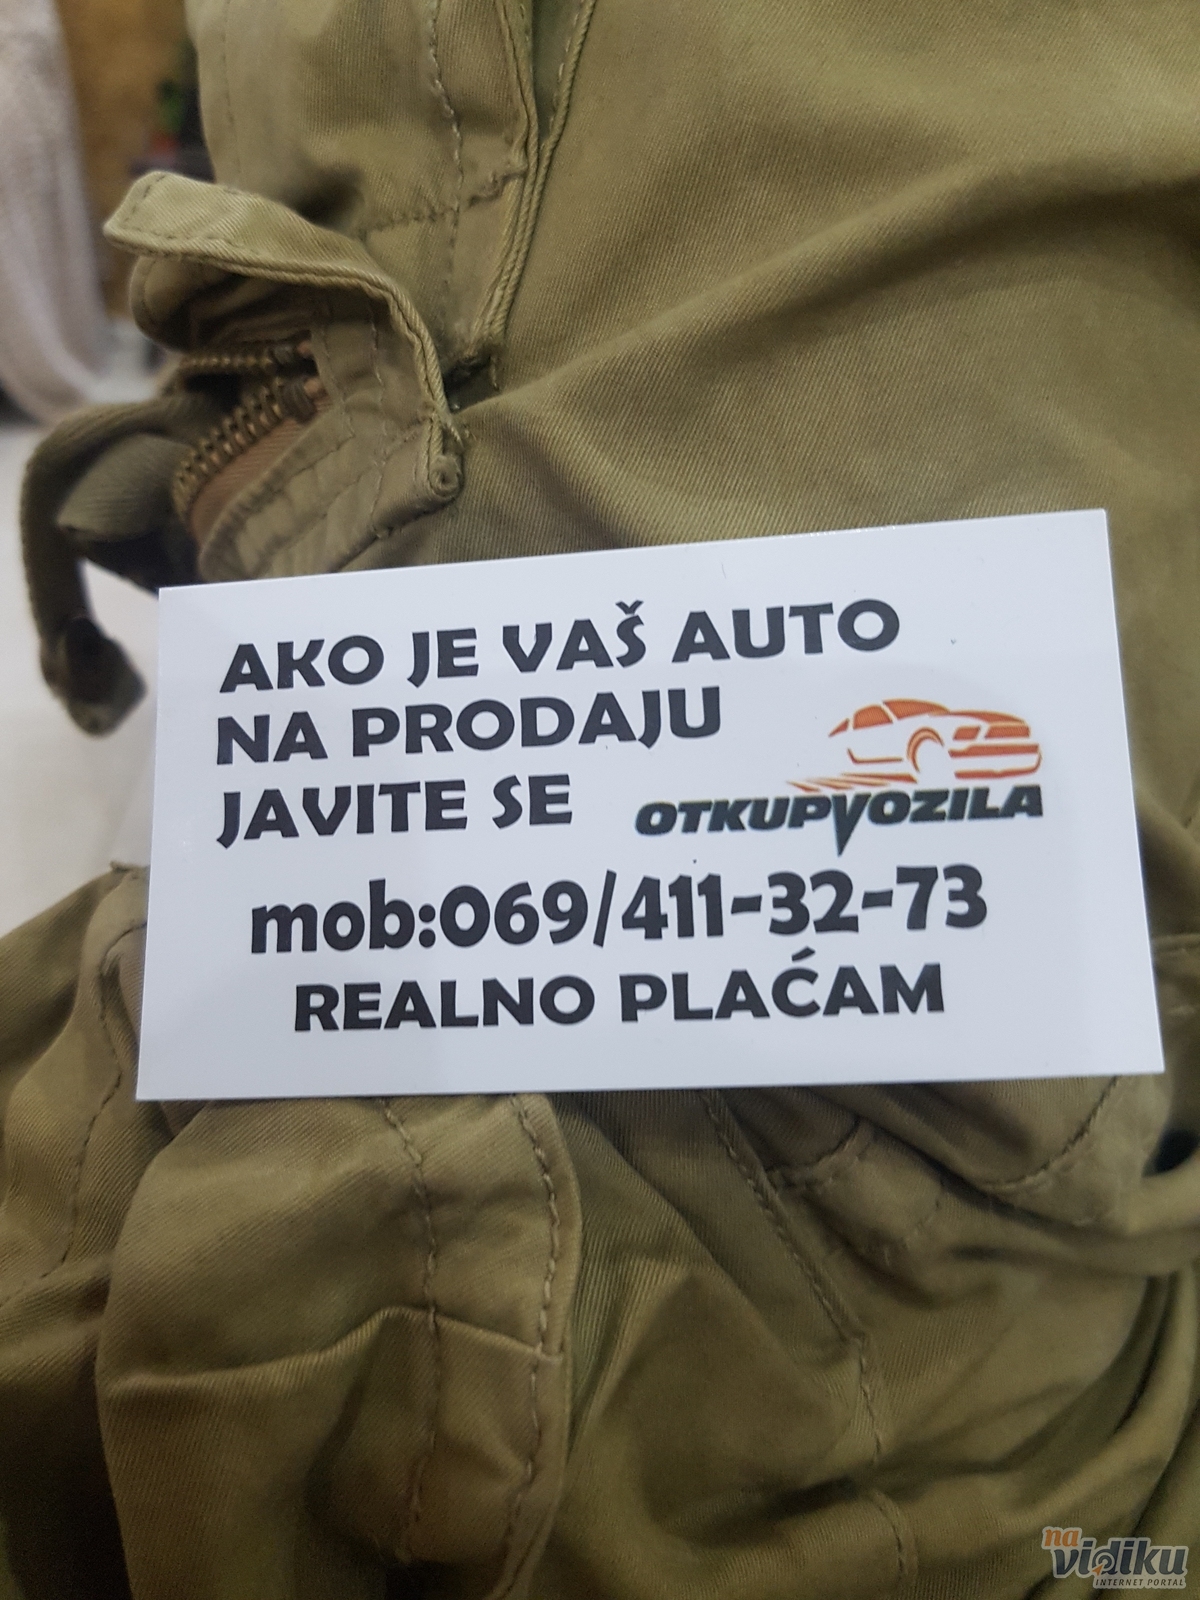 AKO JE VAŠ AUTO
NA PRODAJU
JAVITE SE
OTKUPVOZILA
mob:069/411-32-73
REALNO PLAĆAM
na
vidiku
INTERNET PORTAL